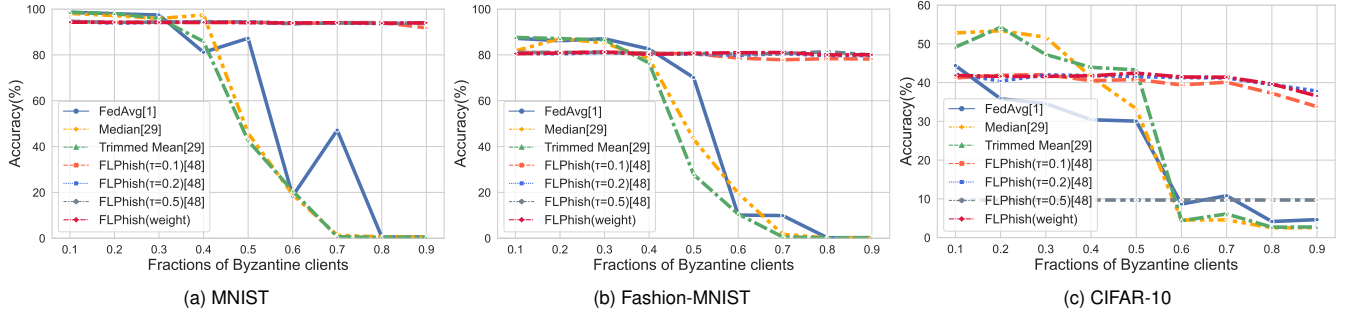 100
80
60
40
20
0
Accuracy(%)
FedAvg[1]
Median[29]
Trimmed Mean[29]
FLPhish(τ=0.1)[48]
FLPhish(τ=0.2)[48]
FLPhish(τ=0.5)[48]
FLPhish(weight)
0.1 0.2 0.3 0.4 0.5 0.6 0.7 0.8 0.9
Fractions of Byzantine clients
(a) MNIST
100
80
60
40
20
0
Accuracy(%)
FedAvg[1]
Median[29]
Trimmed Mean[29]
FLPhish(τ=0.1)[48]
FLPhish(τ=0.2)[48]
FLPhish(τ=0.5)[48]
FLPhish(weight)
0.1 0.2 0.3 0.4 0.5 0.6 0.7 0.8 0.9
Fractions of Byzantine clients
(b) Fashion-MNIST
60
50
40
30
20
10
0
Accuracy(%)
FedAvg[1]
Median[29]
Trimmed Mean[29]
FLPhish(τ=0.1)[48]
FLPhish(τ=0.2)[48]
FLPhish(τ=0.5)[48]
FLPhish(weight)
0.1 0.2 0.3 0.4 0.5 0.6 0.7 0.8 0.9
Fractions of Byzantine clients
(c) CIFAR-10